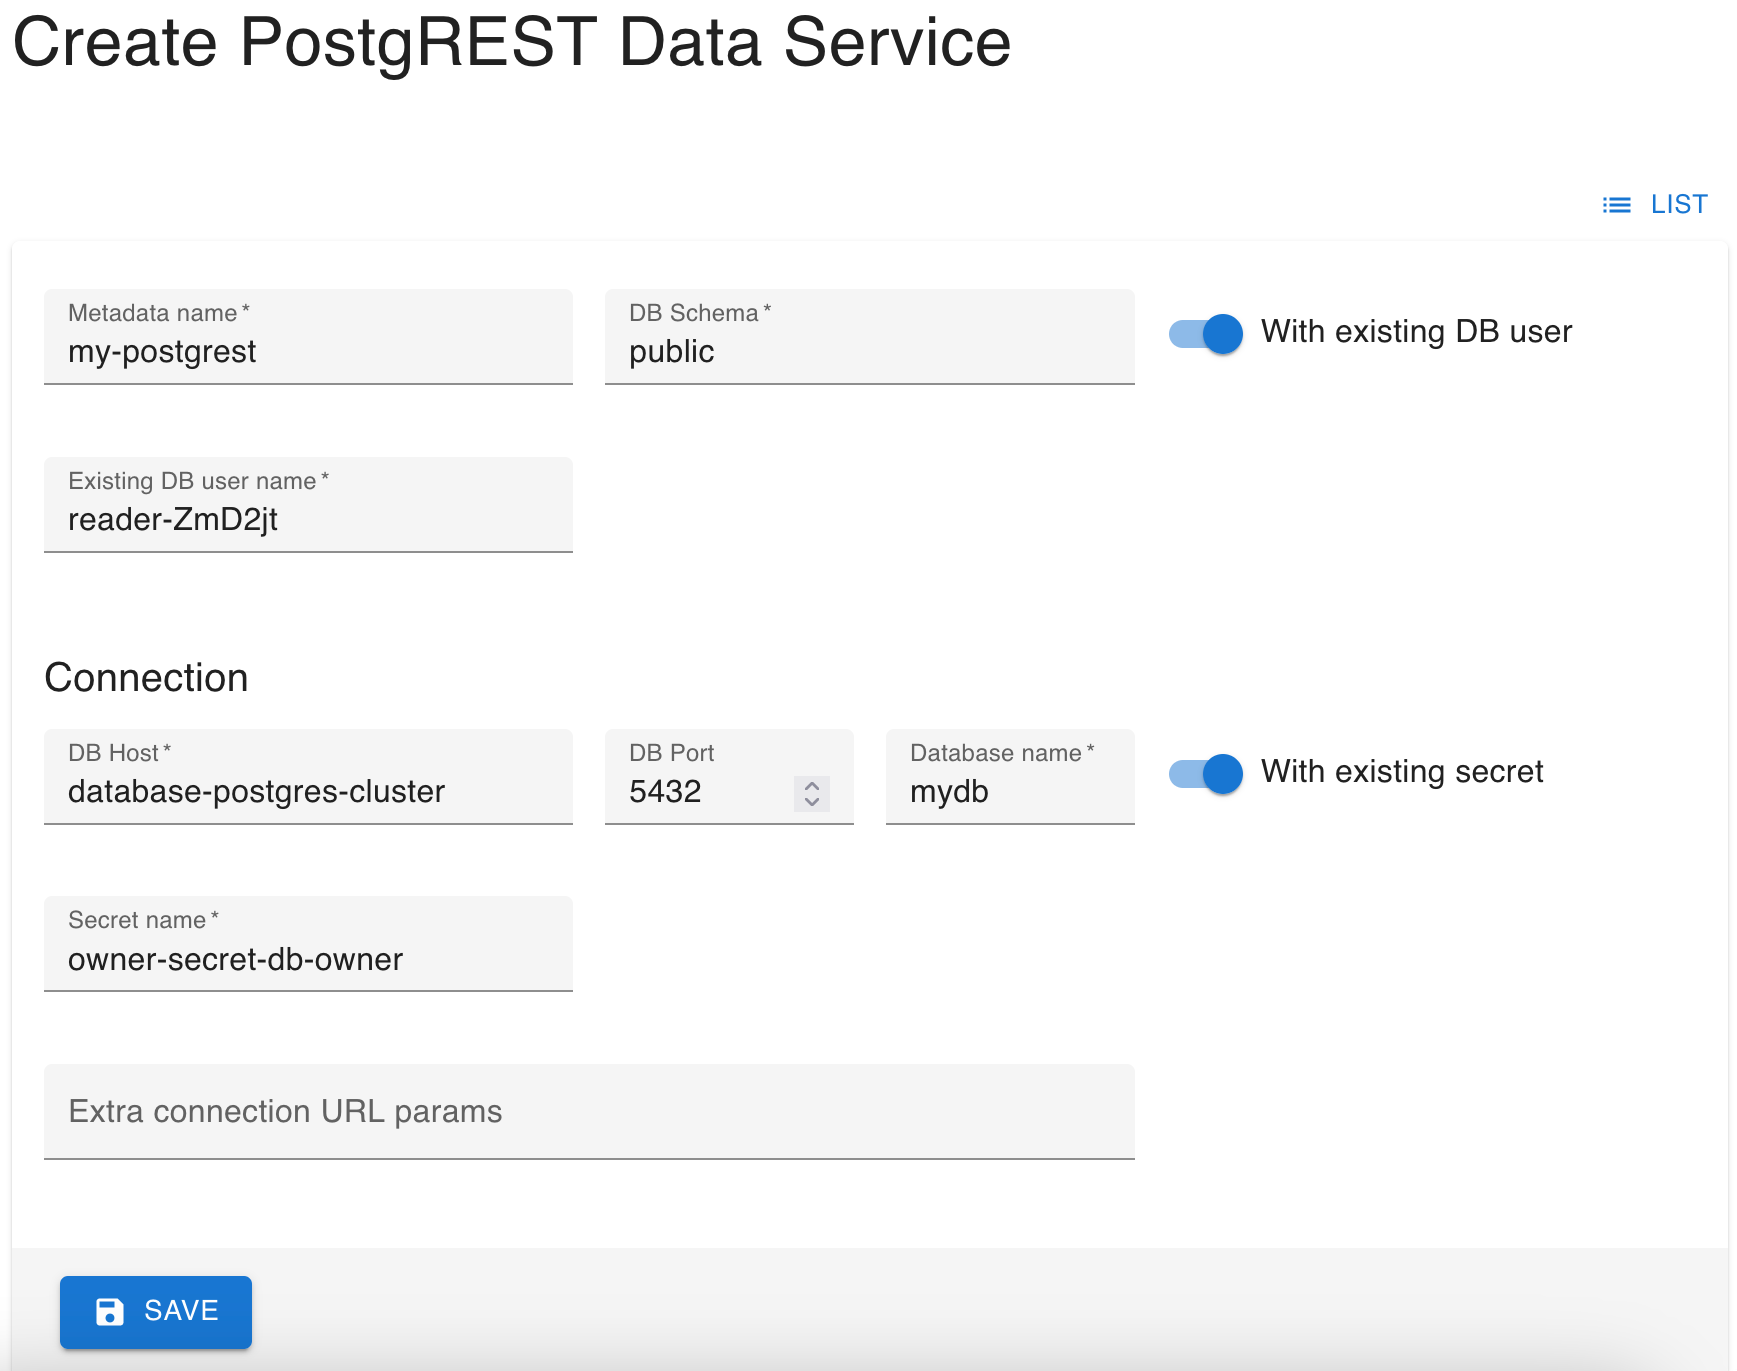 Create PostgREST Data Service
LIST
Metadata name *
my-postgrest
DB Schema *
public
With existing DB user
Existing DB user name *
reader-ZmD2jt
Connection
DB Host *
database-postgres-cluster
DB Port
5432
Database name *
mydb
With existing secret
Secret name *
owner-secret-db-owner
Extra connection URL params
SAVE